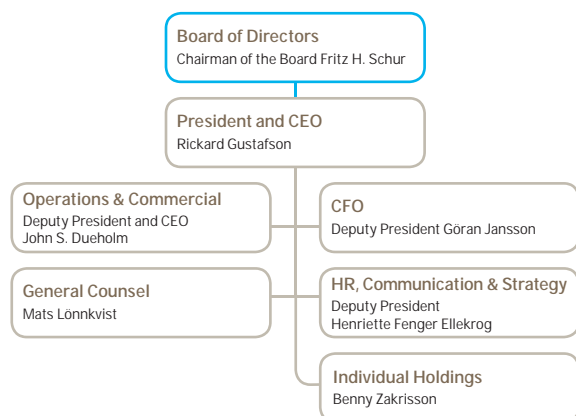 Board of Directors
Chairman of the Board Fritz H. Schur
President and CEO
Rickard Gustafson
Operations & Commercial
Deputy President and CEO
John S. Dueholm
CFO
Deputy President Göran Jansson
General Counsel
Mats Lönnkvist
HR, Communication & Strategy
Deputy President
Henriette Fenger Ellekrog
Individual Holdings
Benny Zakrisson